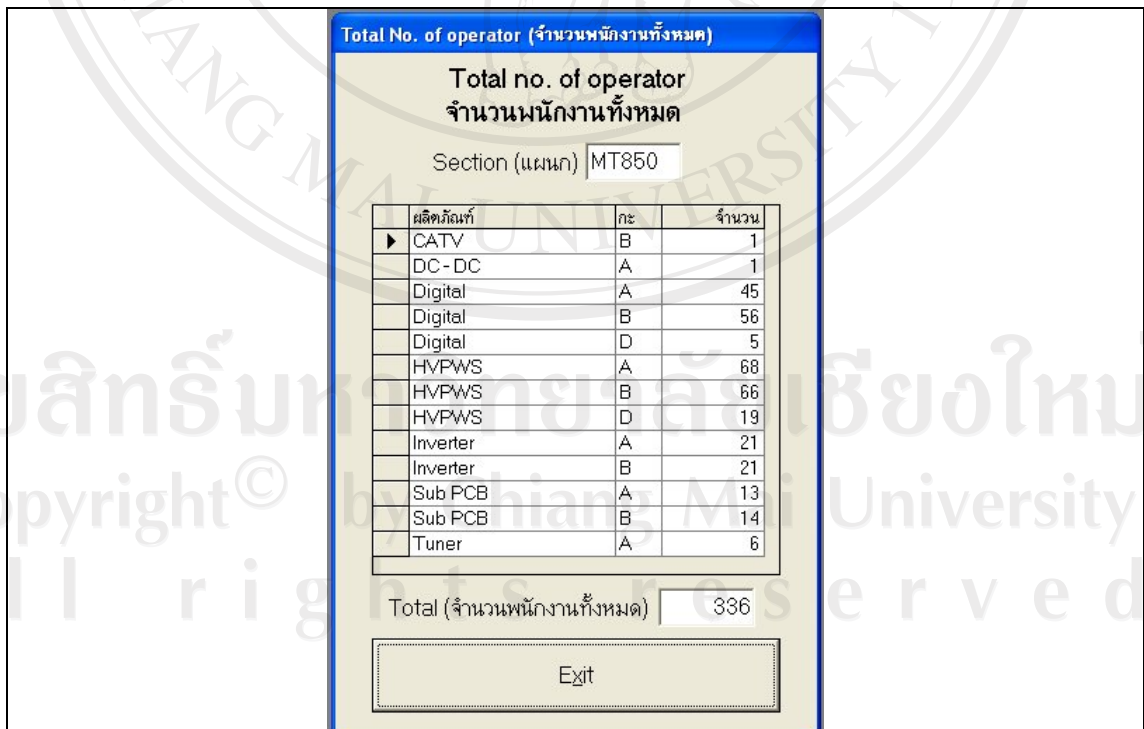 Total No. of operator (จำนวนพนักงานทั้งหมด)
Total no. of operator
จำนวนพนักงานทั้งหมด
Section (แผนก) MT850
ผลิตภัณฑ์ กะ จำนวน
CATV B 1
DC-DC A 1
Digital A 45
Digital B 56
Digital D 5
HVPWS A 68
HVPWS B 66
HVPWS D 19
Inverter A 21
Inverter B 21
Sub PCB A 13
Sub PCB B 14
Tuner A 6
Total (จำนวนพนักงานทั้งหมด) 336
Exit
ANG MAI UNIVERSITY
ยสิทธิ์มหาวิทยาลัยเชียงใหม
opyright© by Chiang Mai University
ll rights reserved